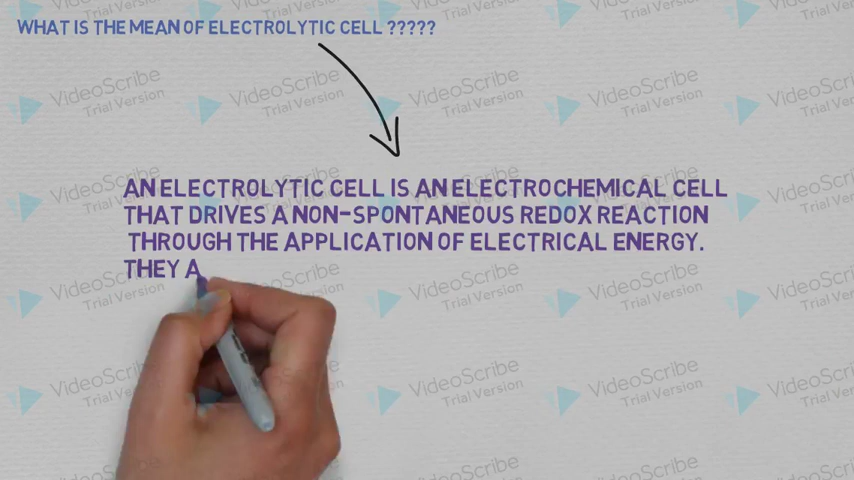 WHAT IS THE MEAN OF ELECTROLYTIC CELL ?????
AN ELECTROLYTIC CELL IS AN ELECTROCHEMICAL CELL
THAT DRIVES A NON-SPONTANEOUS REDOX REACTION
THROUGH THE APPLICATION OF ELECTRICAL ENERGY.
THEY A
VideoScribe
Trial Version